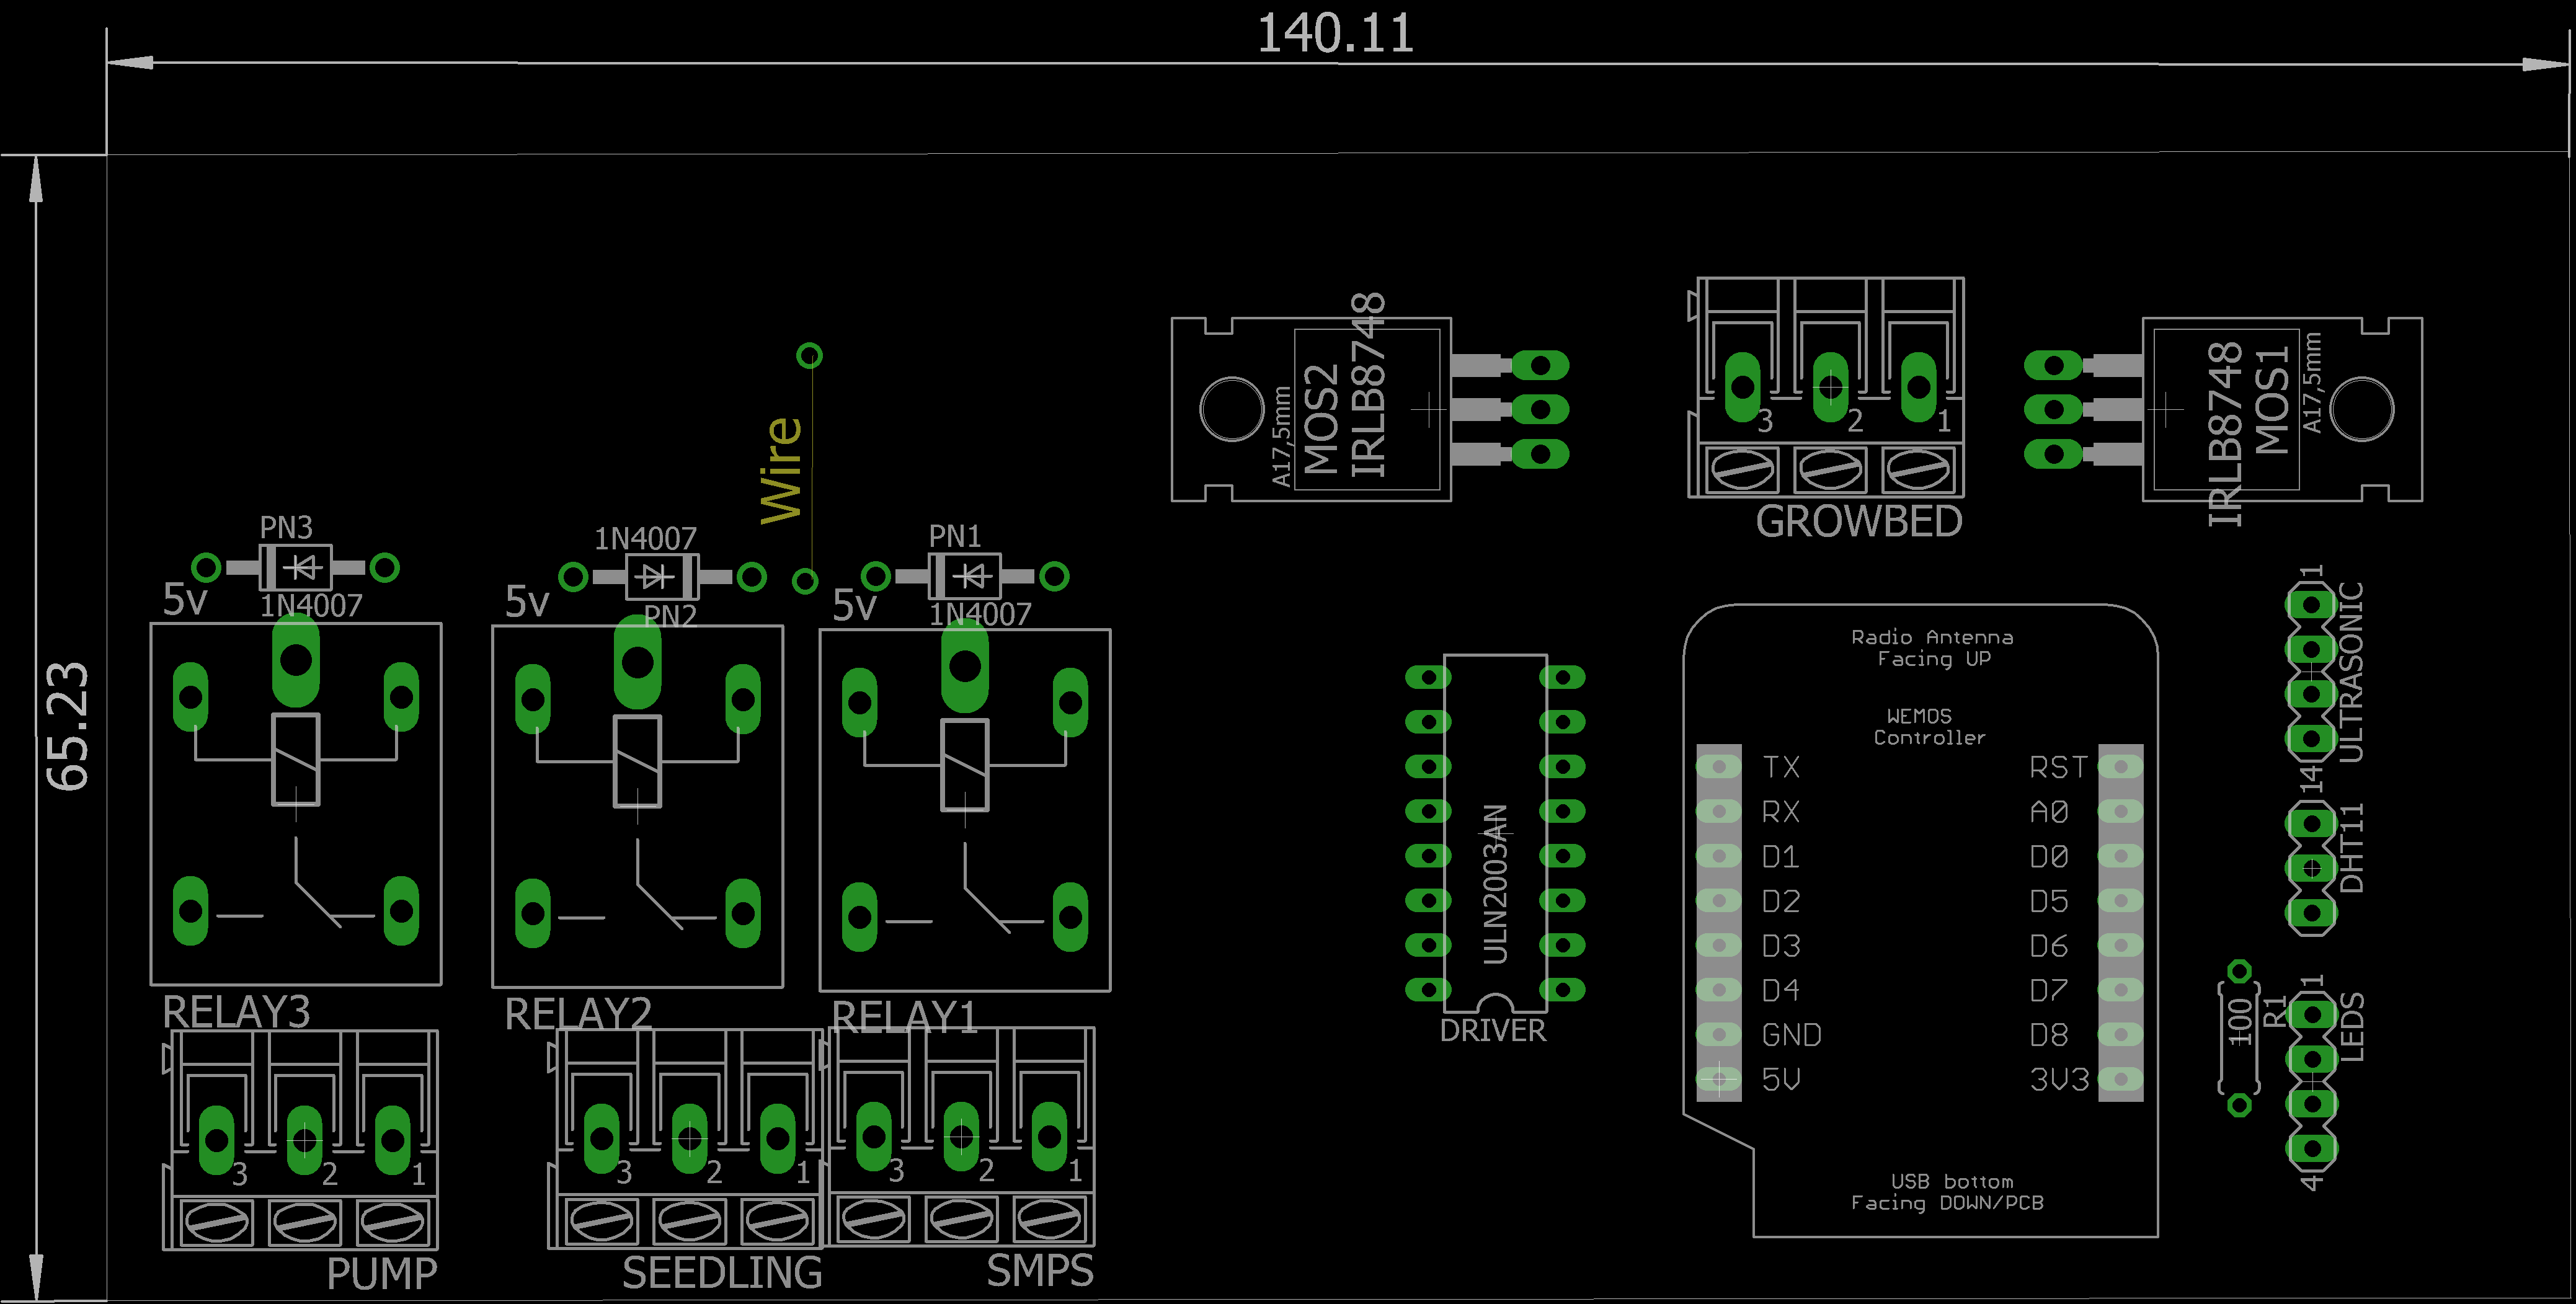 140.11
65.23
Wire
MOS2
IRLB8748
A17,5mm
3 2 1
GROWBED
IRLB8748
MOS1
A17,5mm
PN3
1N4007
5v
1N4007
PN2
5v
PN1
1N4007
5v
RELAY3
RELAY2
RELAY1
3 2 1
PUMP
3 2 1
SEEDLING
3 2 1
SMPS
ULN2003AN
DRIVER
Radio Antenna
Facing UP
WEMOS
Controller
TX RST
RX A0
D1 D0
D2 D5
D3 D6
D4 D7
GND D8
5V 3V3
USB bottom
Facing DOWN/PCB
1
ULTRASONIC
14
DHT11
100
R1
1
LEDS
4